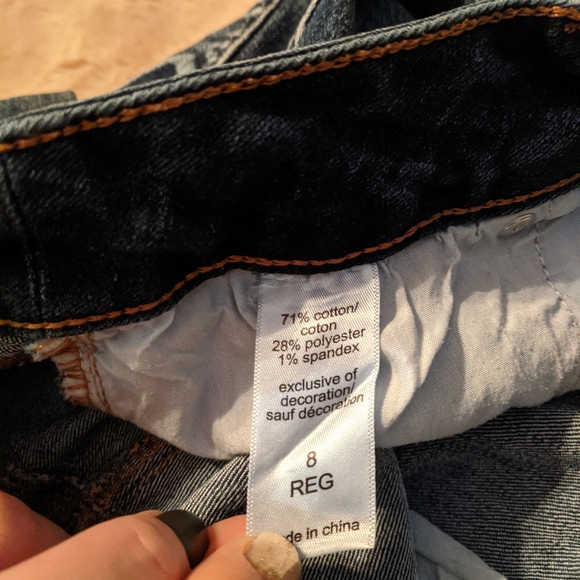 71% cotton/
coton
28% polyester
1% spandex
exclusive of
decoration/
sauf décoration
8
REG
de in china